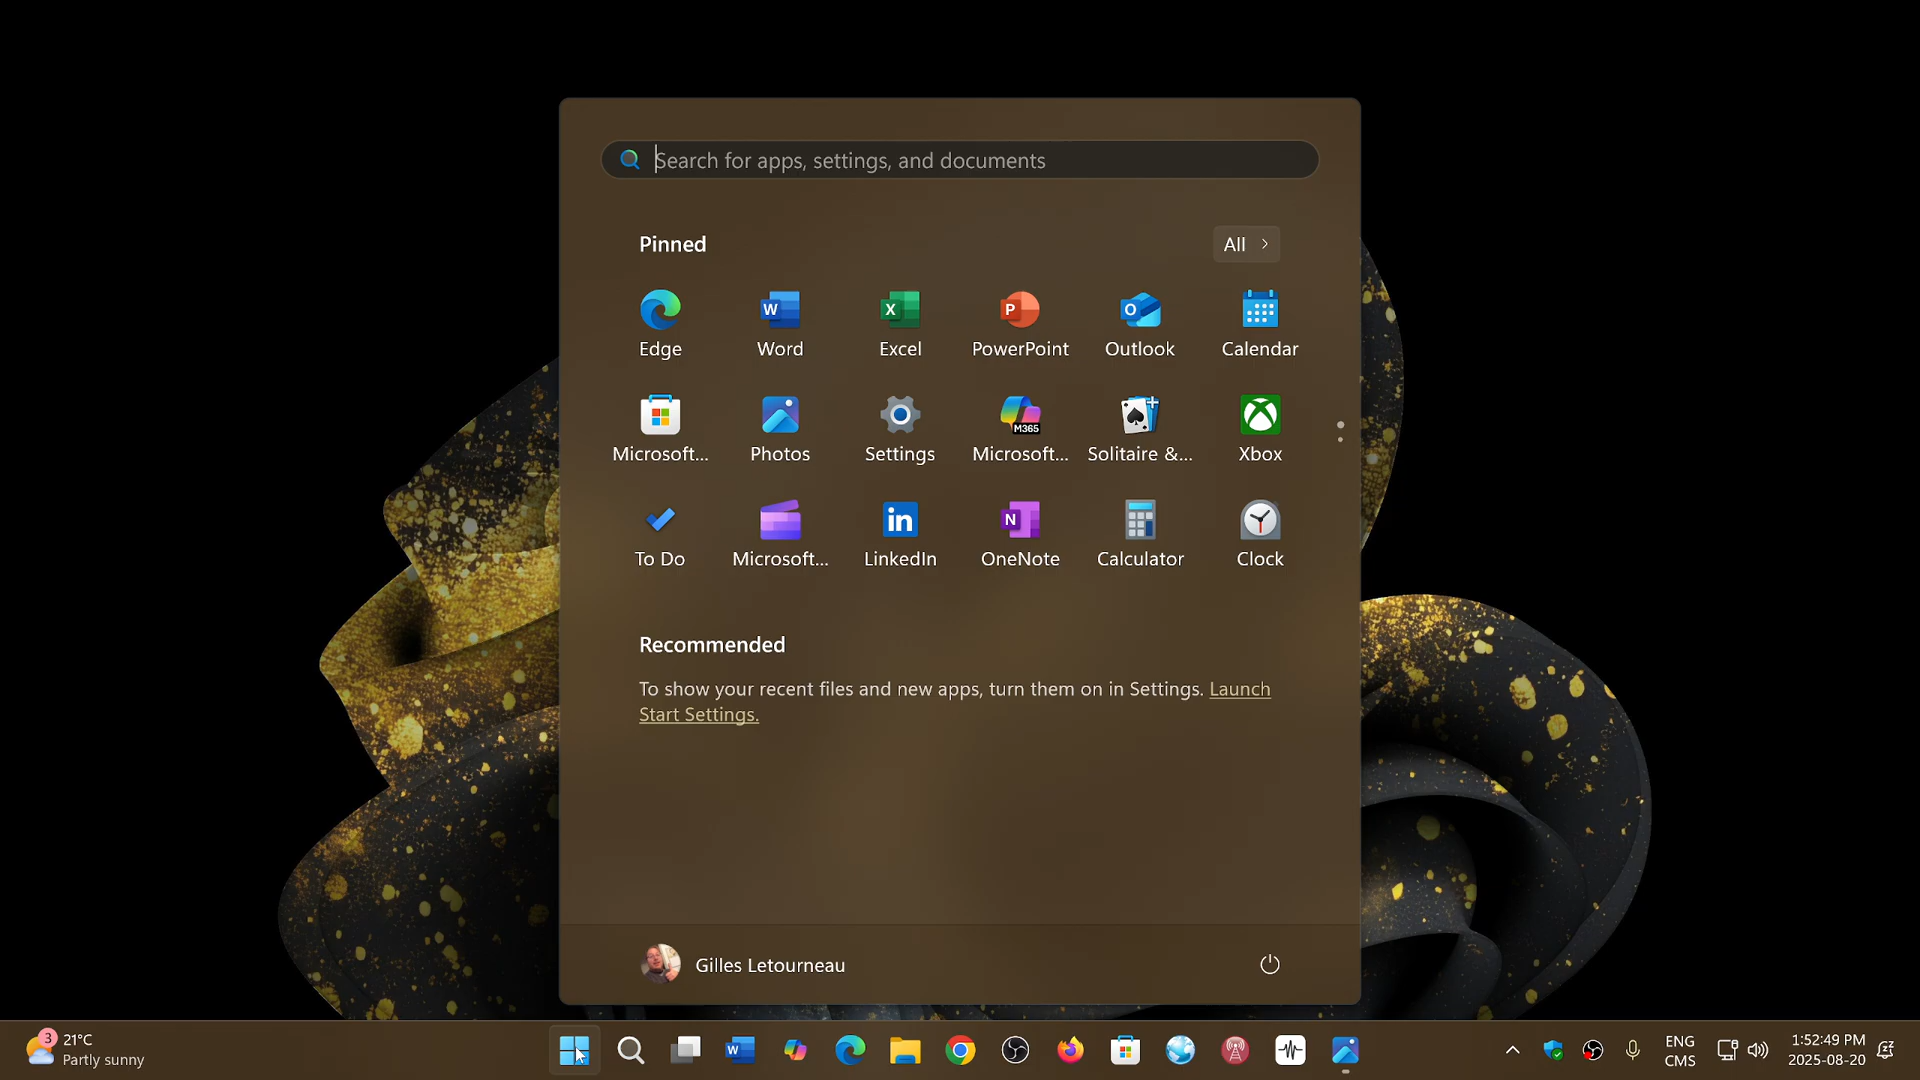 Search for apps, settings, and documents
Pinned
All
Edge
Word
Excel
PowerPoint
Outlook
Calendar
Microsoft...
Photos
Settings
M365
Microsoft...
Solitaire &...
Xbox
To Do
Microsoft...
LinkedIn
OneNote
Calculator
Clock
Recommended
To show your recent files and new apps, turn them on in Settings. Launch
Start Settings.
Gilles Letourneau
3
21°C
Partly sunny
ENG
CMS
1:52:49 PM
2025-08-20